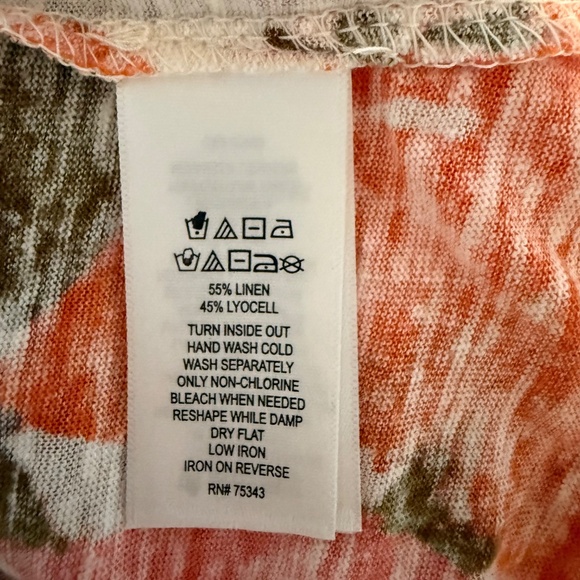 55% LINEN
45% LYOCELL
TURN INSIDE OUT
HAND WASH COLD
WASH SEPARATELY
ONLY NON-CHLORINE
BLEACH WHEN NEEDED
RESHAPE WHILE DAMP
DRY FLAT
LOW IRON
IRON ON REVERSE
RN# 75343